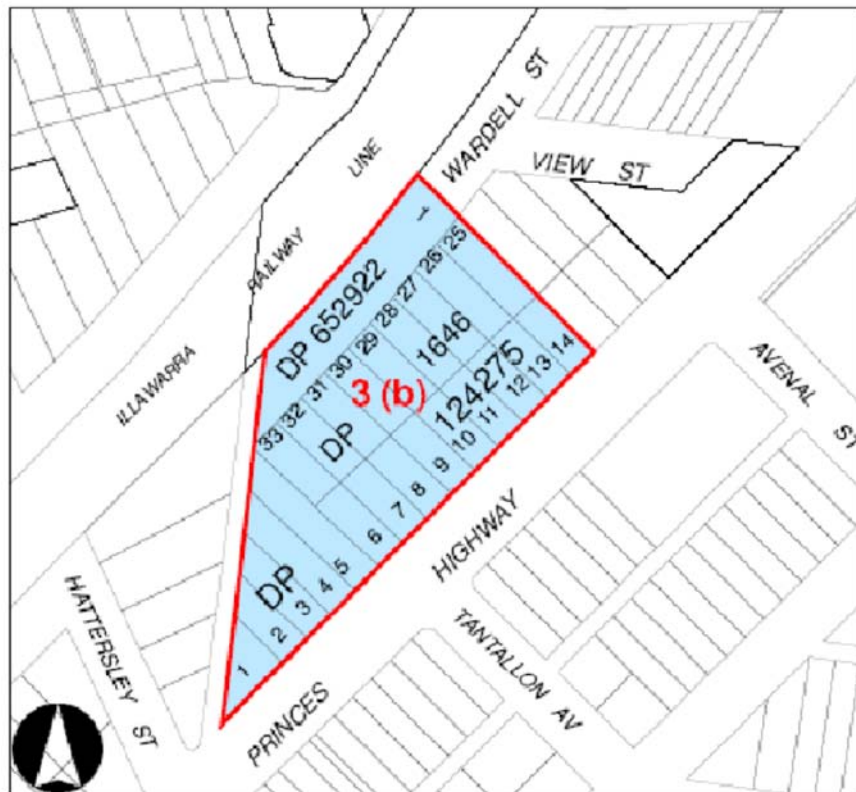 WARDELL ST
VIEW ST
LINE
RAILWAY
ILLAWARRA
1
DP 652922
25
26
27
28
29
30
31
32
33
DP 1646
3 (b)
DP 124275
14
13
12
11
10
9
8
7
6
5
4
3
2
1
AVENAL ST
PRINCES HIGHWAY
TANTALLON AV
HATTERSLEY ST